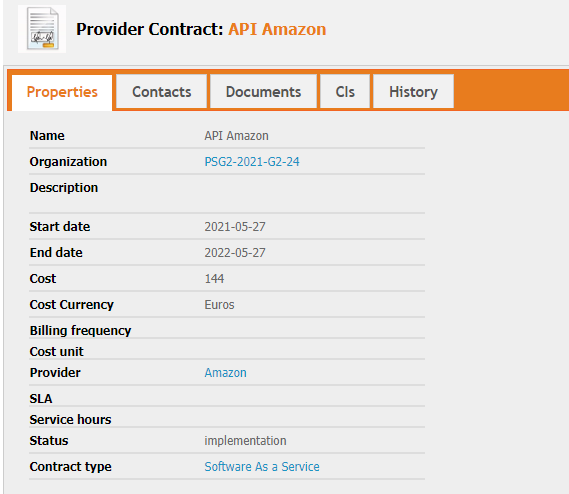 Provider Contract: API Amazon
Properties Contacts Documents CIs History
Name API Amazon
Organization PSG2-2021-G2-24
Description
Start date 2021-05-27
End date 2022-05-27
Cost 144
Cost Currency Euros
Billing frequency
Cost unit
Provider Amazon
SLA
Service hours
Status implementation
Contract type Software As a Service